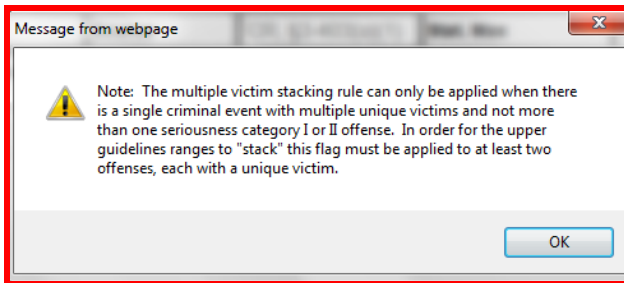 Message from webpage
Note: The multiple victim stacking rule can only be applied when there
is a single criminal event with multiple unique victims and not more
than one seriousness category I or II offense. In order for the upper
guidelines ranges to "stack" this flag must be applied to at least two
offenses, each with a unique victim.
OK